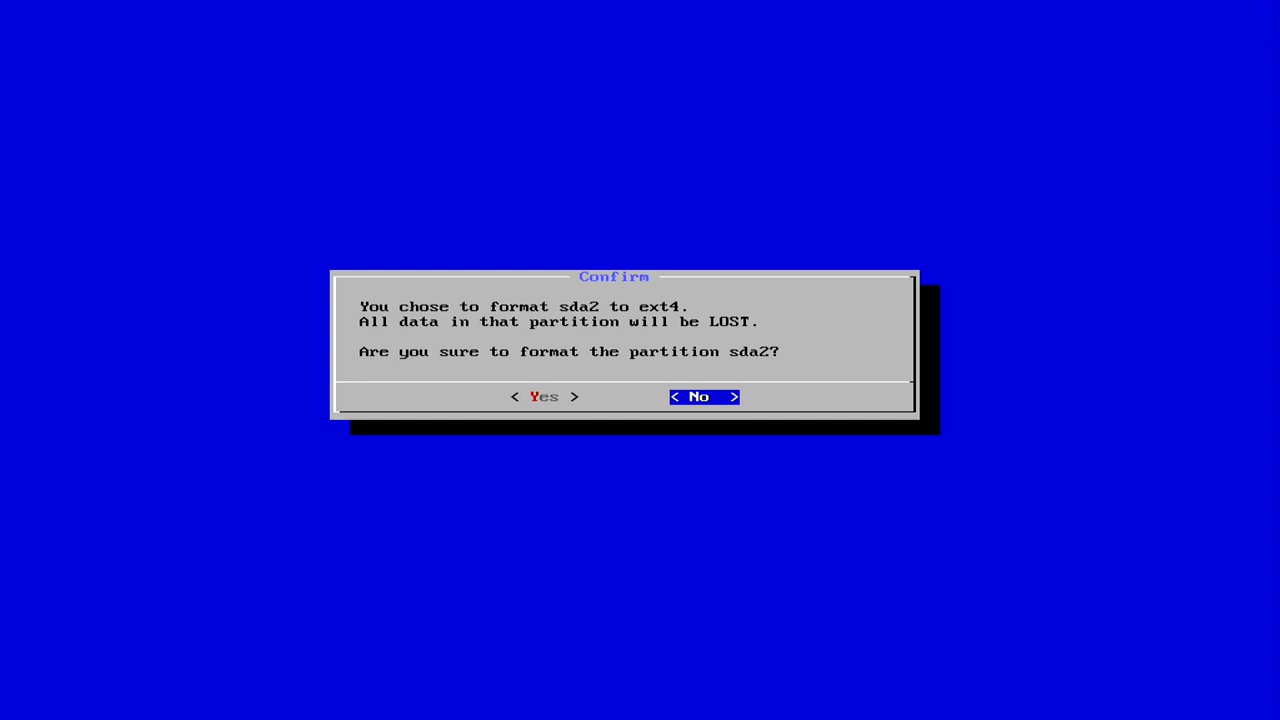 Confirm
You chose to format sda2 to ext4.
All data in that partition will be LOST.
Are you sure to format the partition sda2?
< Yes > < No >